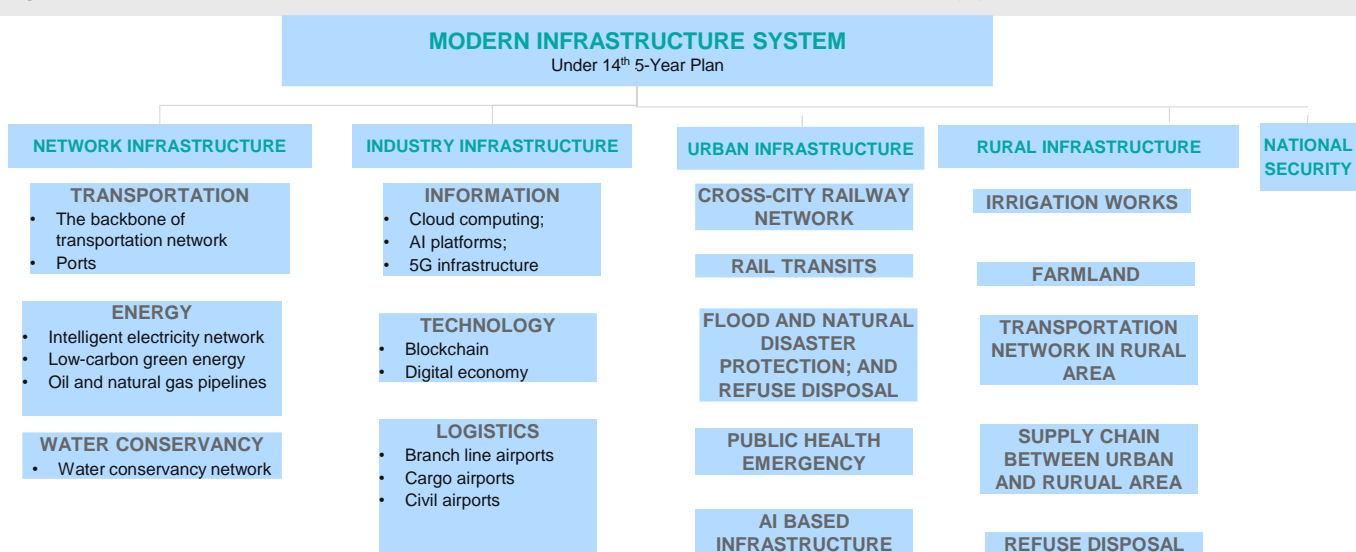 MODERN INFRASTRUCTURE SYSTEM
Under 14th 5-Year Plan
NETWORK INFRASTRUCTURE
TRANSPORTATION
• The backbone of
transportation network
• Ports
ENERGY
• Intelligent electricity network
• Low-carbon green energy
• Oil and natural gas pipelines
WATER CONSERVANCY
• Water conservancy network
INDUSTRY INFRASTRUCTURE
INFORMATION
• Cloud computing;
• AI platforms;
• 5G infrastructure
TECHNOLOGY
• Blockchain
• Digital economy
LOGISTICS
• Branch line airports
• Cargo airports
• Civil airports
URBAN INFRASTRUCTURE
CROSS-CITY RAILWAY
NETWORK
RAIL TRANSITS
FLOOD AND NATURAL
DISASTER
PROTECTION; AND
REFUSE DISPOSAL
PUBLIC HEALTH
EMERGENCY
AI BASED
INFRASTRUCTURE
RURAL INFRASTRUCTURE
IRRIGATION WORKS
FARMLAND
TRANSPORTATION
NETWORK IN RURAL
AREA
SUPPLY CHAIN
BETWEEN URBAN
AND RURUAL AREA
REFUSE DISPOSAL
NATIONAL
SECURITY